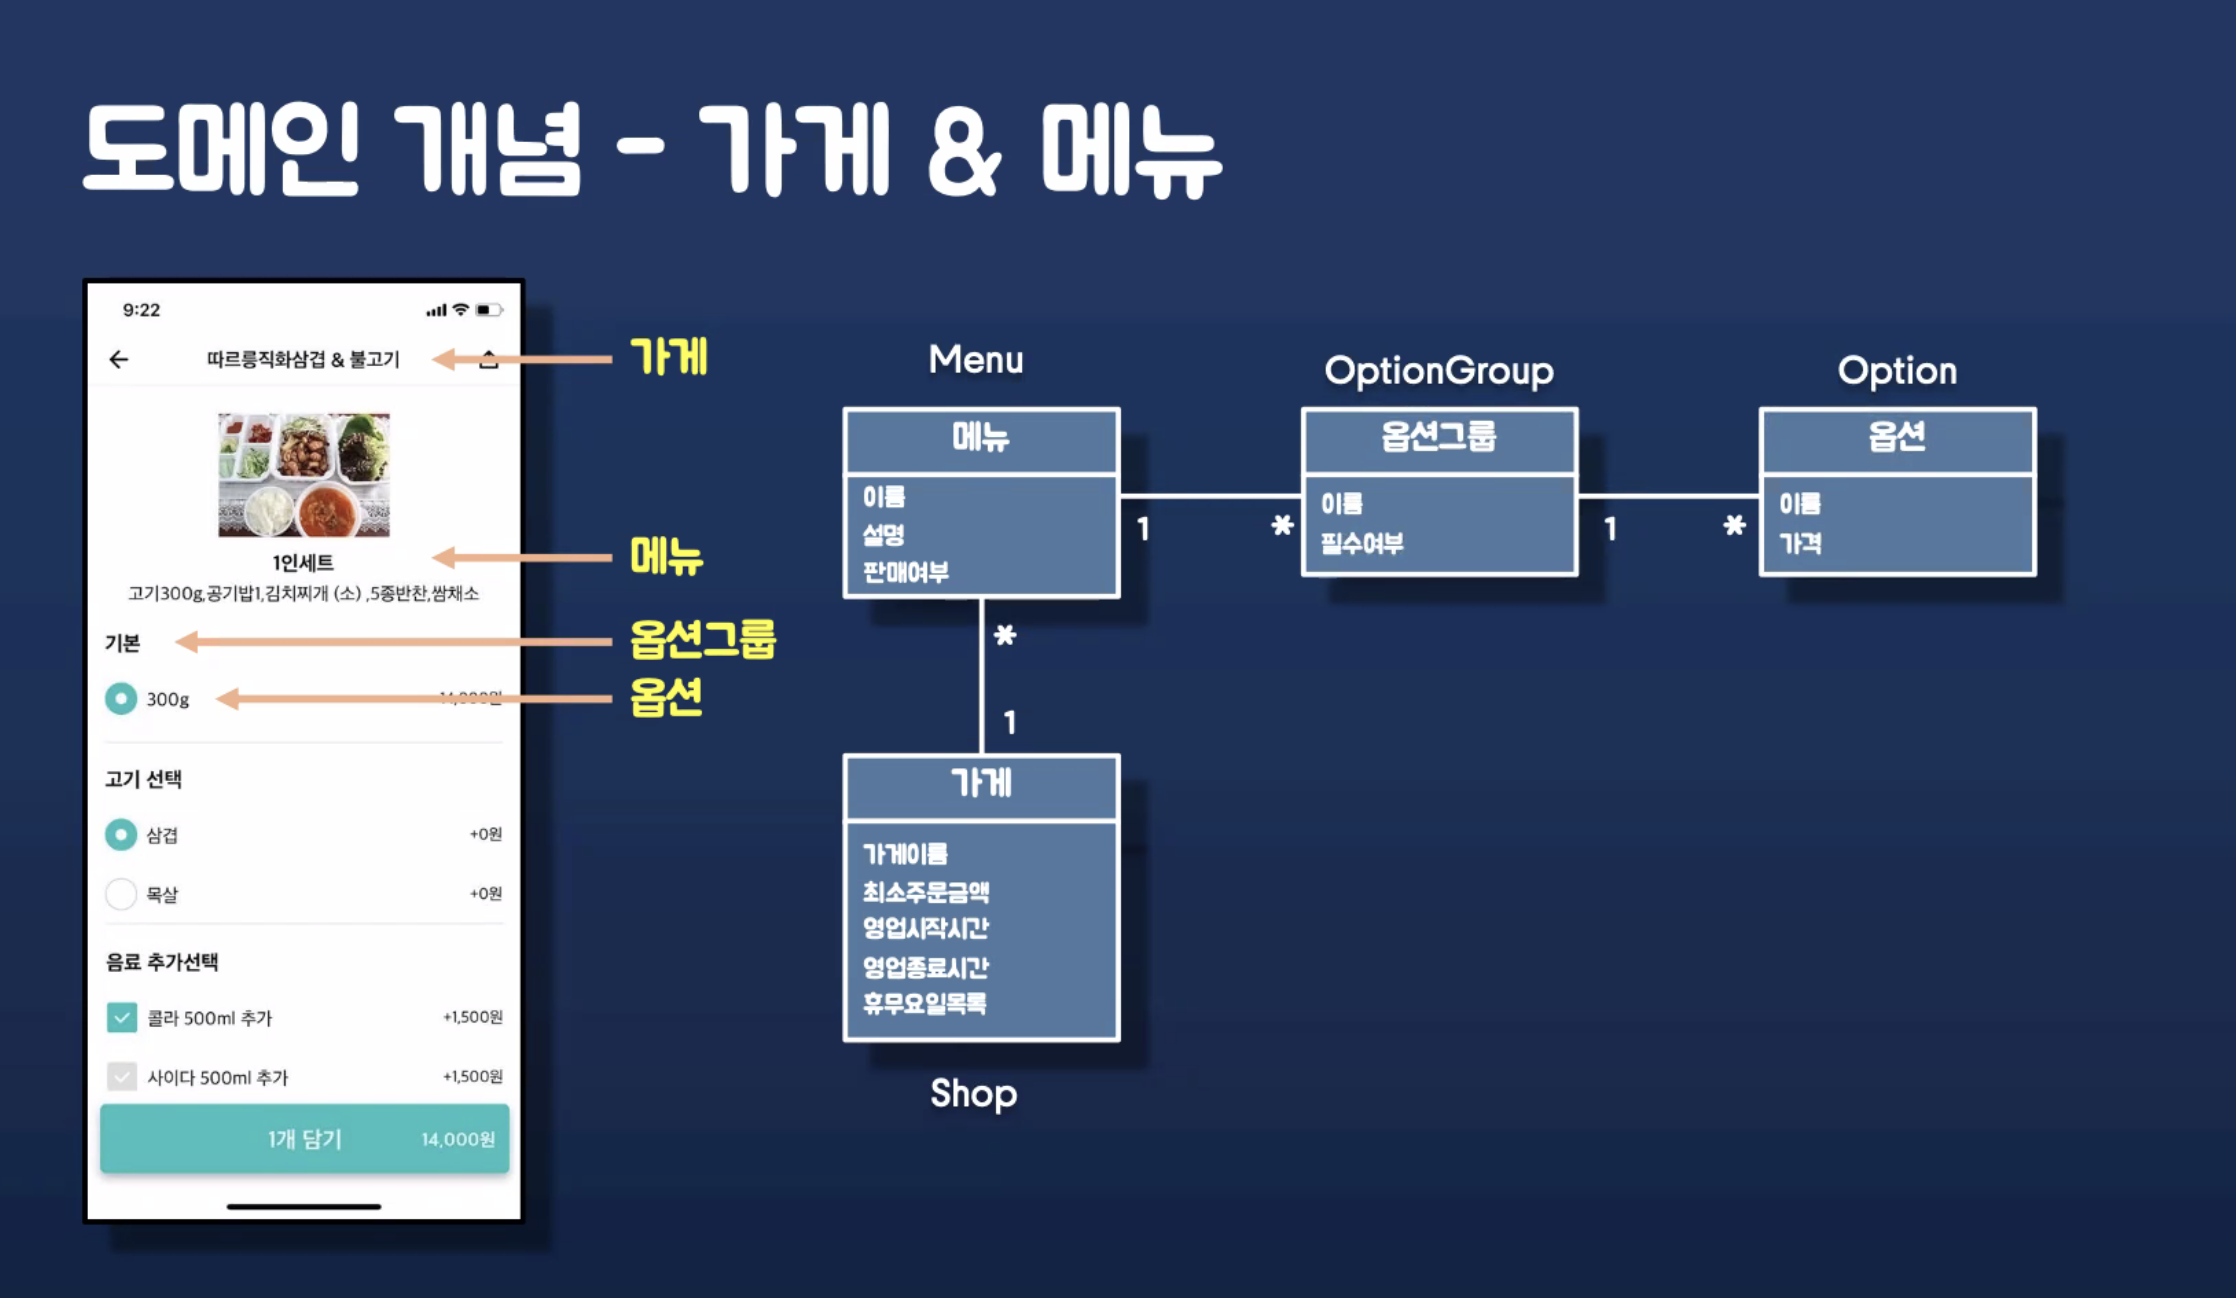 도메인 개념 - 가게 & 메뉴
9:22
따르릉직화삼겹 & 불고기
1인세트
고기300g,공기밥1,김치찌개 (소) ,5종반찬,쌈채소
기본
300g 14,000원
고기 선택
삼겹 +0원
목살 +0원
음료 추가선택
콜라 500ml 추가 +1,500원
사이다 500ml 추가 +1,500원
1개 담기 14,000원
가게
메뉴
옵션그룹
옵션
Menu
메뉴
이름
설명
판매여부
1
*
OptionGroup
옵션그룹
이름
필수여부
1
*
Option
옵션
이름
가격
*
1
가게
가게이름
최소주문금액
영업시작시간
영업종료시간
휴무요일목록
Shop